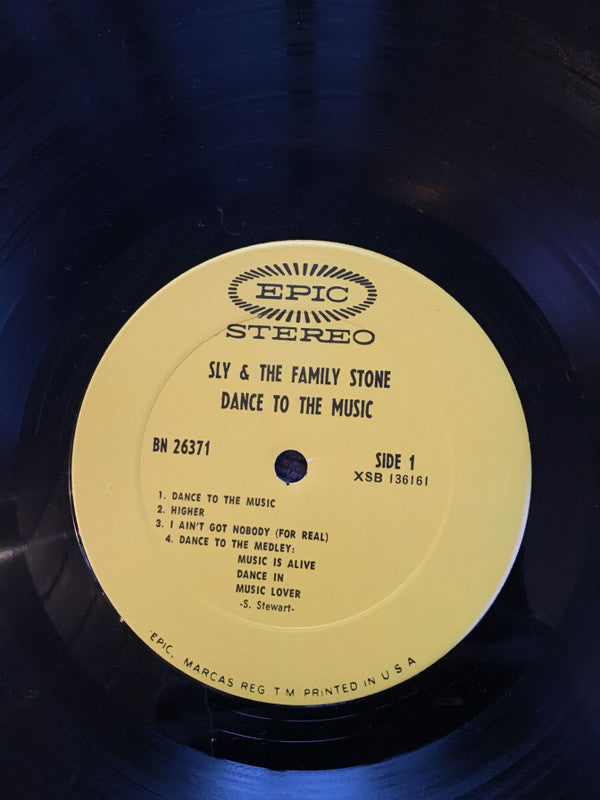 EPIC
STEREO
SLY & THE FAMILY STONE
DANCE TO THE MUSIC
BN 26371
SIDE 1
XSB 136161
1. DANCE TO THE MUSIC
2. HIGHER
3. I AIN'T GOT NOBODY (FOR REAL)
4. DANCE TO THE MEDLEY:
MUSIC IS ALIVE
DANCE IN
MUSIC LOVER
-S. Stewart-
"EPIC, MARCAS REG T M PRINTED IN U S A